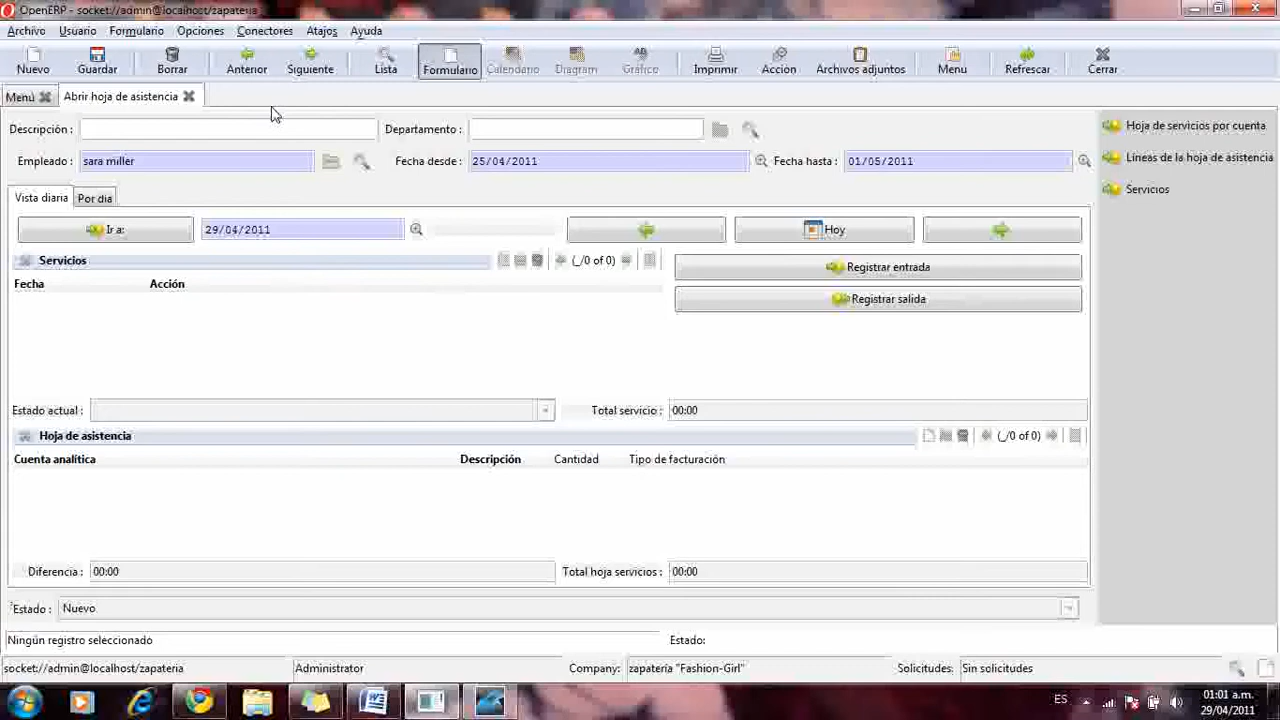 OpenERP - socket://admin@localhost/zapateria
Archivo Usuario Formulario Opciones Conectores Atajos Ayuda
Nuevo Guardar Borrar Anterior Siguiente Lista Formulario Calendario Diagram Gráfico Imprimir Acción Archivos adjuntos Menu Refrescar Cerrar
Menú Abrir hoja de asistencia
Descripción : Departamento :
Empleado : sara miller Fecha desde : 25/04/2011 Fecha hasta : 01/05/2011
Hoja de servicios por cuenta
Líneas de la hoja de asistencia
Servicios
Vista diaria Por dia
Ir a: 29/04/2011 Hoy
Servicios (_/0 of 0) Registrar entrada
Fecha Acción
Registrar salida
Estado actual : Total servicio : 00:00
Hoja de asistencia (_/0 of 0)
Cuenta analítica Descripción Cantidad Tipo de facturación
Diferencia : 00:00 Total hoja servicios : 00:00
?Estado : Nuevo
Ningún registro seleccionado Estado:
socket://admin@localhost/zapateria Administrator Company: zapatería "Fashion-Girl" Solicitudes: Sin solicitudes
ES 01:01 a.m.
29/04/2011